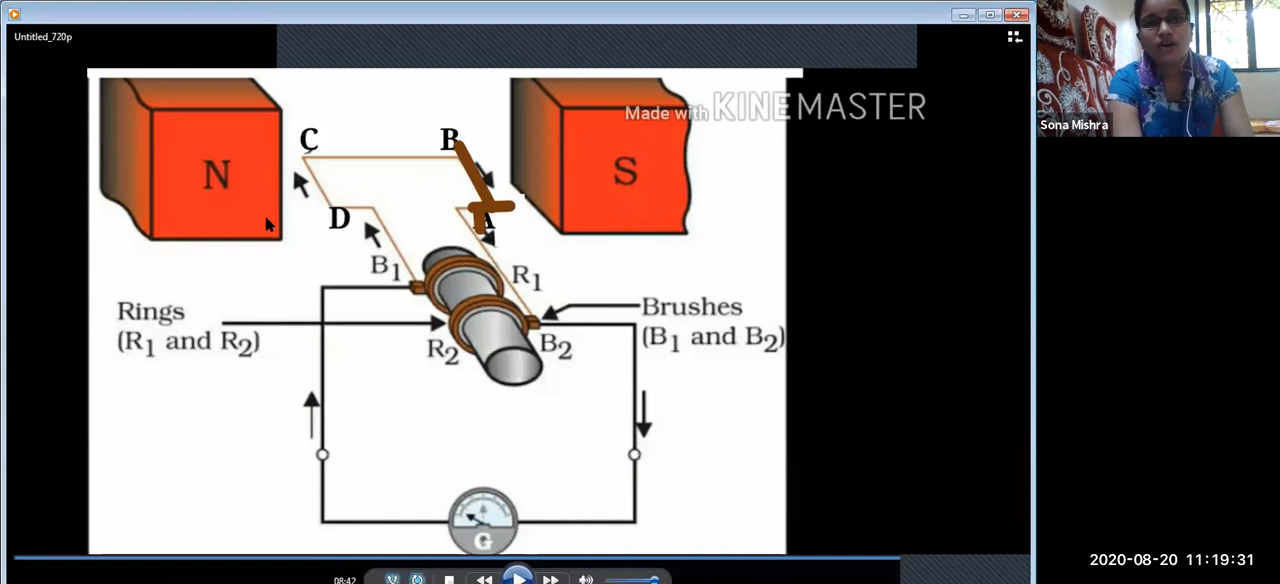 Untitled_720p
Made with KINEMASTER
Sona Mishra
C
B
N
S
D
A
B1
R1
Rings
(R1 and R2)
Brushes
(B1 and B2)
R2
B2
G
2020-08-20 11:19:31
08:42